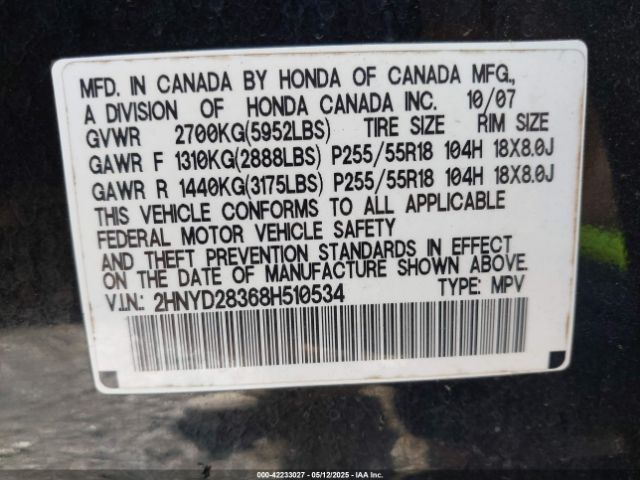 MFD. IN CANADA BY HONDA OF CANADA MFG.,
A DIVISION OF HONDA CANADA INC. 10/07
GVWR 2700KG(5952LBS) TIRE SIZE RIM SIZE
GAWR F 1310KG(2888LBS) P255/55R18 104H 18X8.0J
GAWR R 1440KG(3175LBS) P255/55R18 104H 18X8.0J
THIS VEHICLE CONFORMS TO ALL APPLICABLE
FEDERAL MOTOR VEHICLE SAFETY
AND THEFT PREVENTION STANDARDS IN EFFECT
ON THE DATE OF MANUFACTURE SHOWN ABOVE.
V.I.N.: 2HNYD28368H510534 TYPE: MPV
000-42233027 - 05/12/2025 - IAAI.com